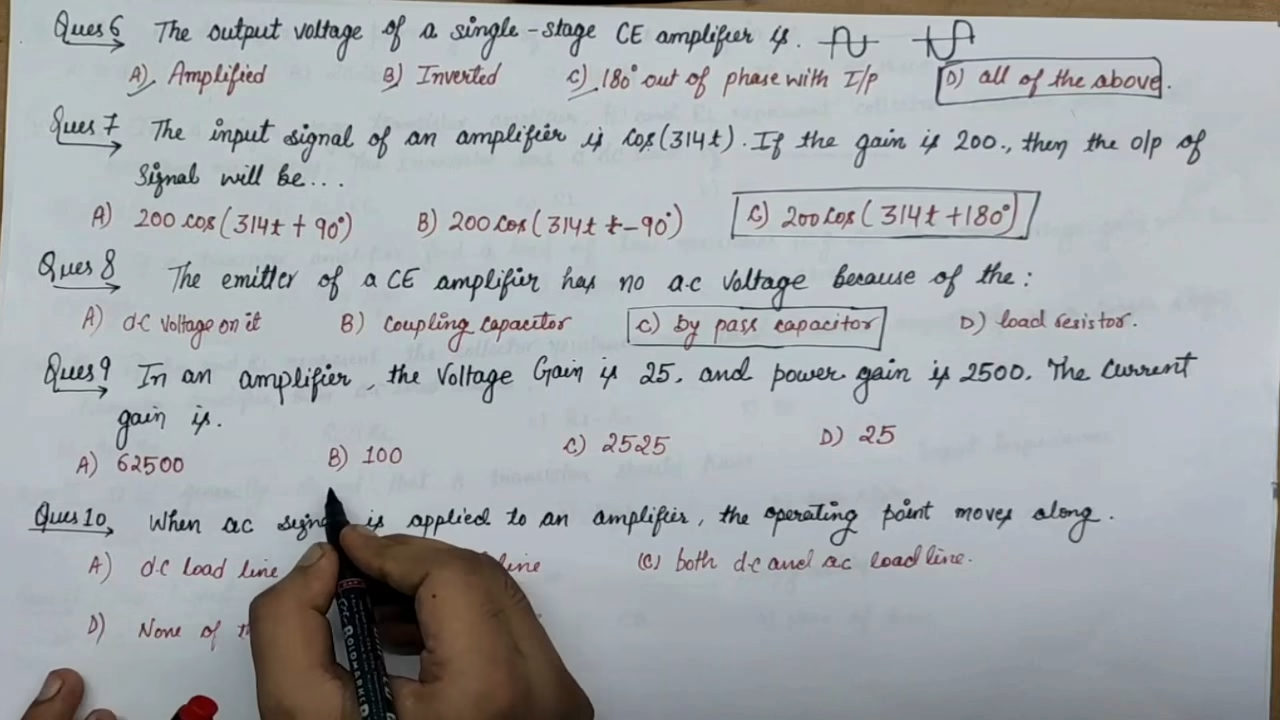 Ques 6 The output voltage of a single-stage CE amplifier is.
A) Amplified B) Inverted C) 180° out of phase with I/p D) all of the above.
Ques 7 The input signal of an amplifier is cos(314t). If the gain is 200., then the o/p of
signal will be...
A) 200 cos(314t + 90°) B) 200 cos(314t t-90°) C) 200cos(314t+180°)
Ques 8 The emitter of a CE amplifier has no a.c voltage because of the:
A) d.c voltage on it B) coupling capacitor C) by pass capacitor D) load resistor.
Ques 9 In an amplifier, the voltage Gain is 25, and power gain is 2500. The current
gain is.
A) 62500 B) 100 C) 2525 D) 25
Ques 10 When ac is applied to an amplifier, the operating point moves along.
A) d.c load line line (C) both d.c and ac load line.
D) None of